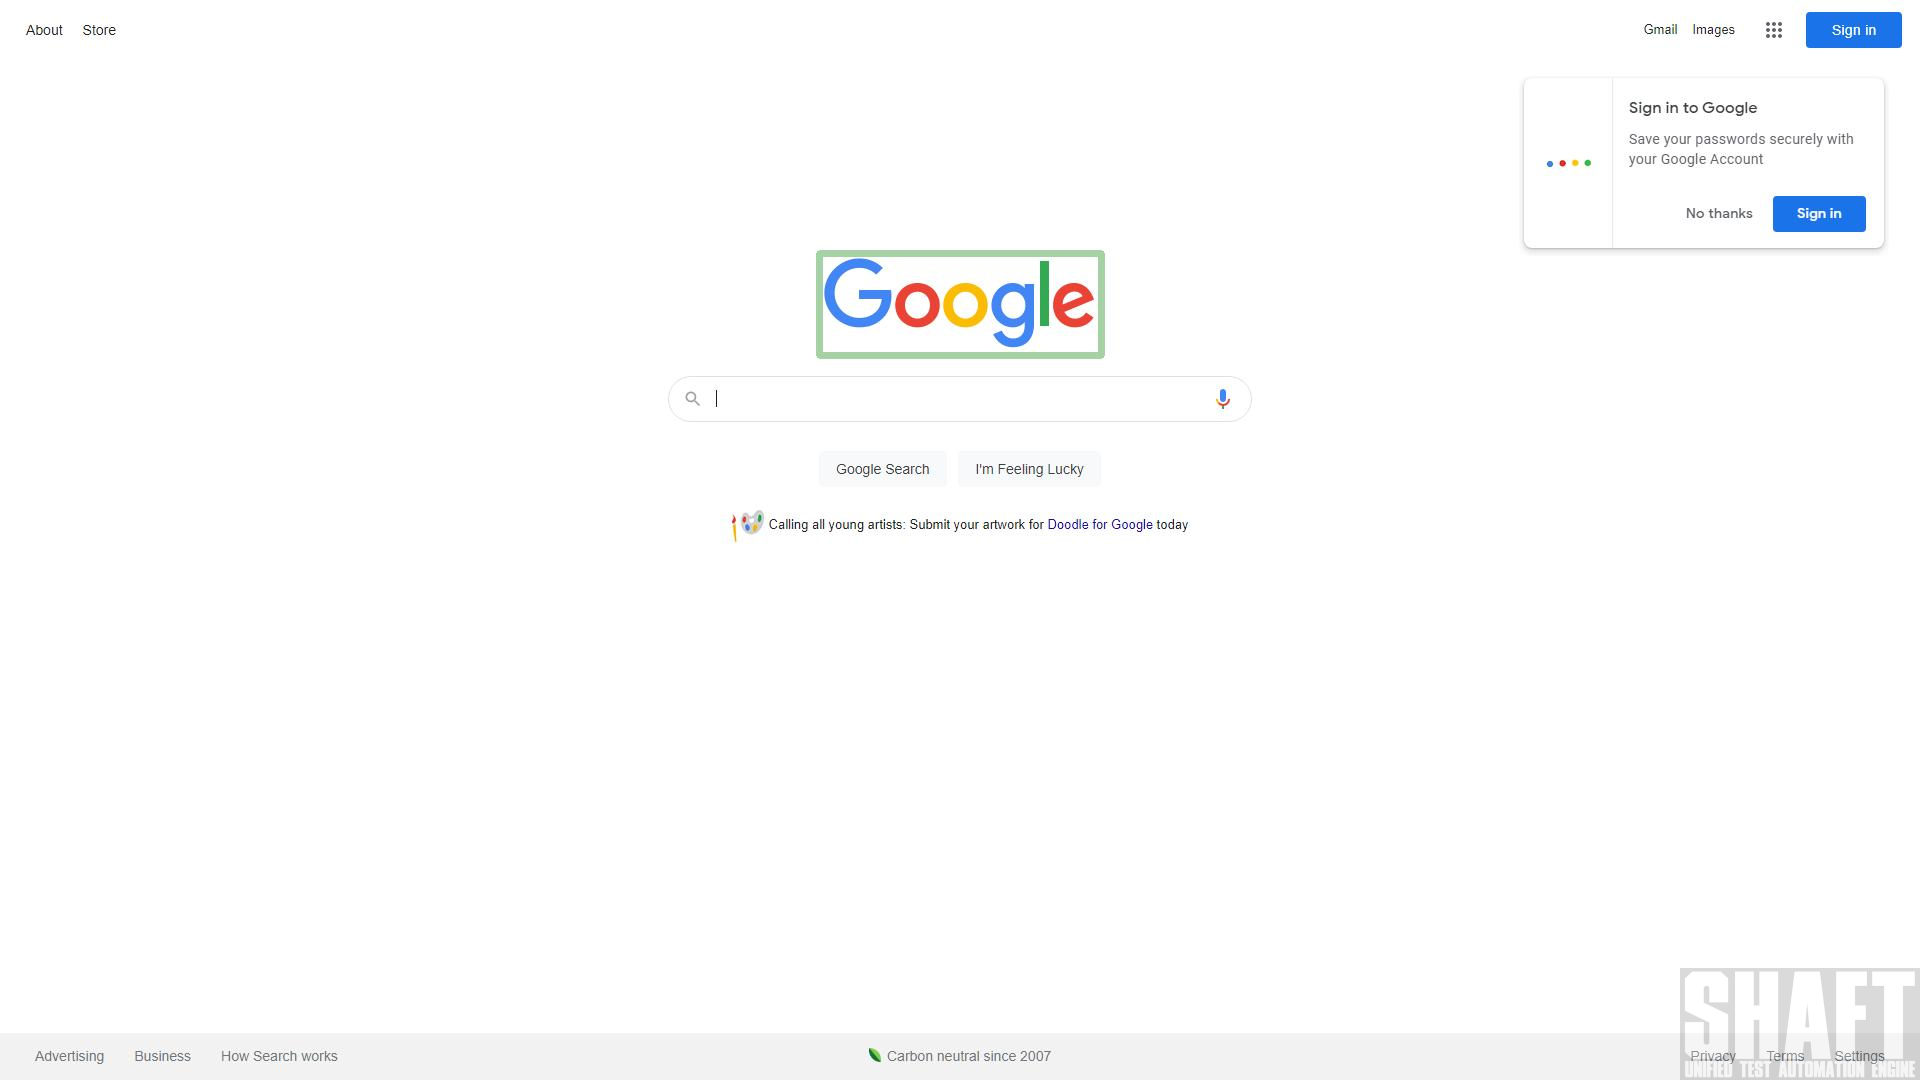 About Store
Gmail Images Sign in
Sign in to Google
Save your passwords securely with
your Google Account
No thanks Sign in
Google
Google Search I'm Feeling Lucky
Calling all young artists: Submit your artwork for Doodle for Google today
SHAFT
Advertising Business How Search works Carbon neutral since 2007 Privacy Terms Settings
UNIFIED TEST AUTOMATION ENGINE